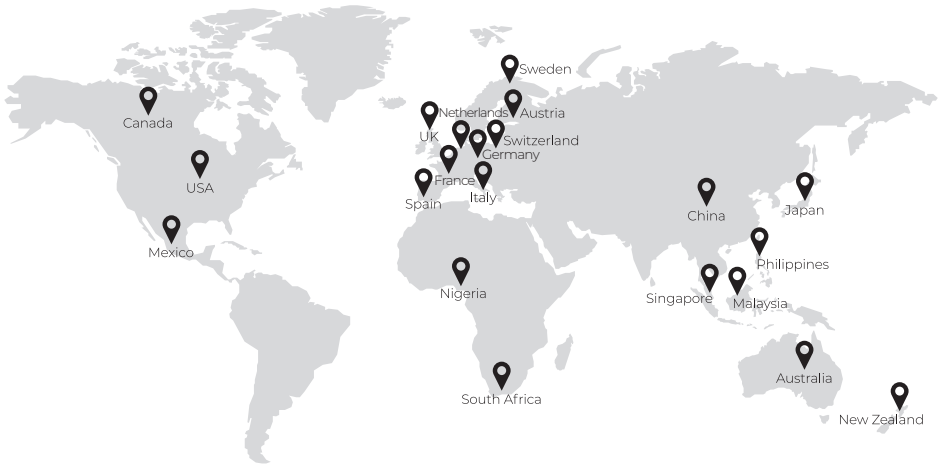 Sweden
Canada
Netherlands
Austria
UK
Switzerland
Germany
USA
France
Italy
Spain
China
Japan
Mexico
Philippines
Nigeria
Singapore
Malaysia
Australia
South Africa
New Zealand